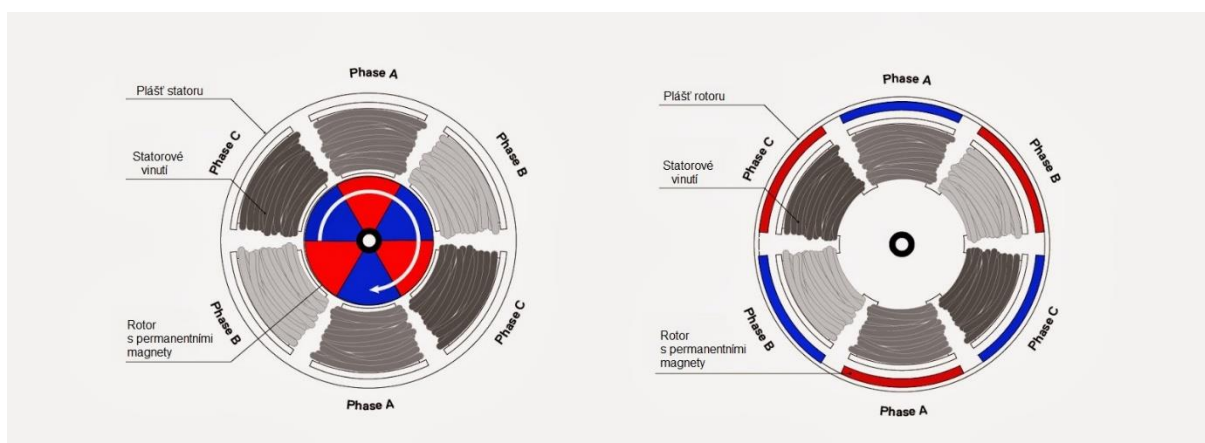 Phase A
Plášť statoru
Phase C
Phase B
Statorové
vinutí
Phase B
Phase C
Rotor
s permanentními
magnety
Phase A
Phase A
Plášť rotoru
Phase C
Phase B
Statorové
vinutí
Phase B
Phase C
Rotor
s permanentními
magnety
Phase A